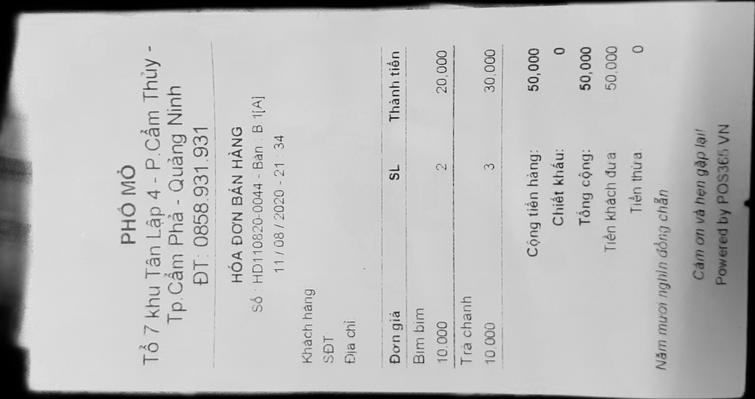 PHÓ MỎ
Tổ 7 khu Tân Lập 4 - P.Cẩm Thủy -
Tp.Cẩm Phả - Quảng Ninh
ĐT: 0858.931.931
HÓA ĐƠN BÁN HÀNG
Số : HD110820-0044 - Bàn : B 1[A]
11 / 08 / 2020 - 21 : 34
Khách hàng
SĐT
Địa chỉ
Đơn giá SL Thành tiền
Bim bim
10.000 2 20,000
Trà chanh
10.000 3 30,000
Cộng tiền hàng: 50,000
Chiết khấu: 0
Tổng cộng: 50,000
Tiền khách đưa 50,000
Tiền thừa. 0
Năm mươi nghìn đồng chẵn
Cảm ơn và hẹn gặp lại!
Powered by POS365.VN